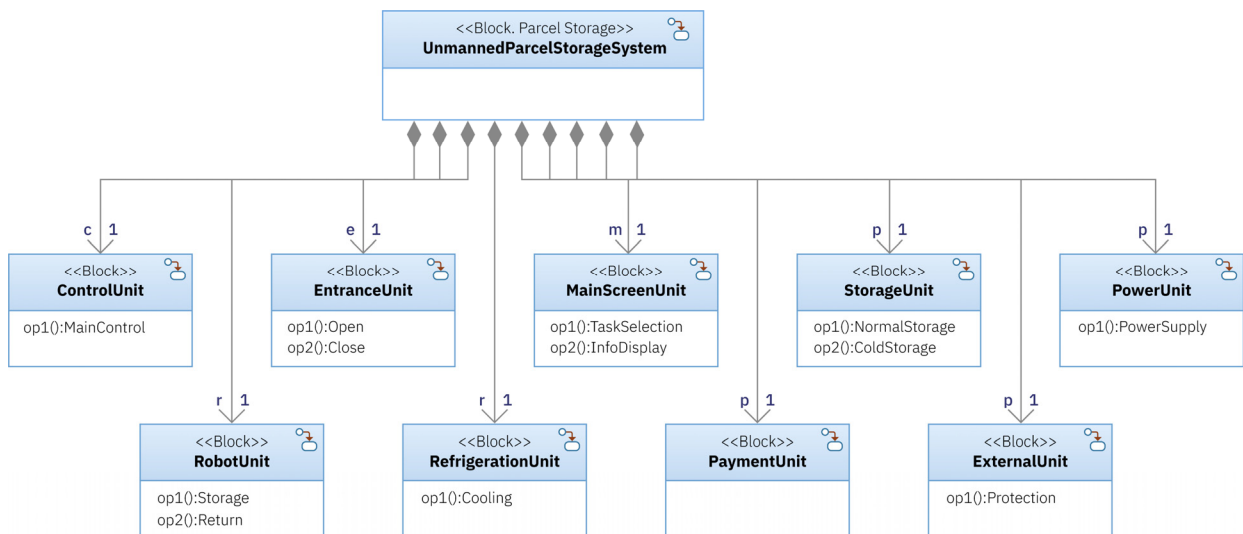 <<Block. Parcel Storage>>
UnmannedParcelStorageSystem
c 1
e 1
m 1
p 1
p 1
<<Block>>
ControlUnit
op1():MainControl
<<Block>>
EntranceUnit
op1():Open
op2():Close
<<Block>>
MainScreenUnit
op1():TaskSelection
op2():InfoDisplay
<<Block>>
StorageUnit
op1():NormalStorage
op2():ColdStorage
<<Block>>
PowerUnit
op1():PowerSupply
r 1
r 1
p 1
p 1
<<Block>>
RobotUnit
op1():Storage
op2():Return
<<Block>>
RefrigerationUnit
op1():Cooling
<<Block>>
PaymentUnit
<<Block>>
ExternalUnit
op1():Protection